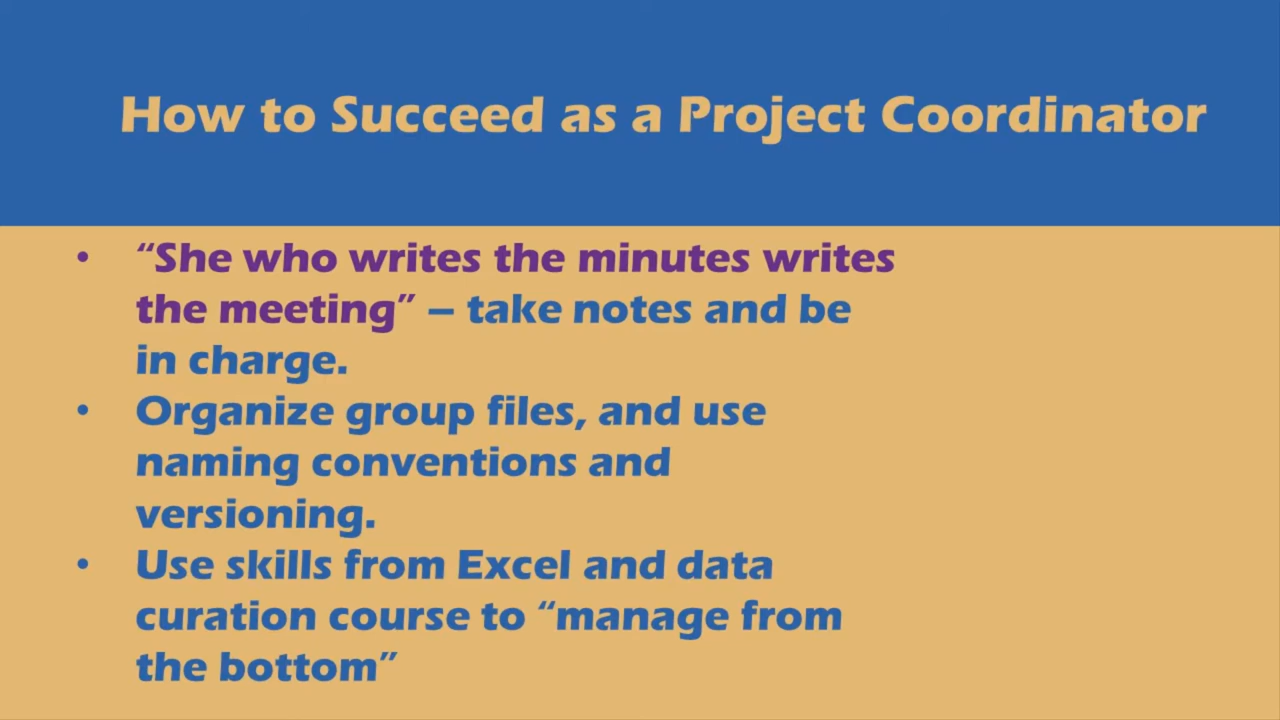 How to Succeed as a Project Coordinator
• “She who writes the minutes writes
the meeting” – take notes and be
in charge.
• Organize group files, and use
naming conventions and
versioning.
• Use skills from Excel and data
curation course to “manage from
the bottom”